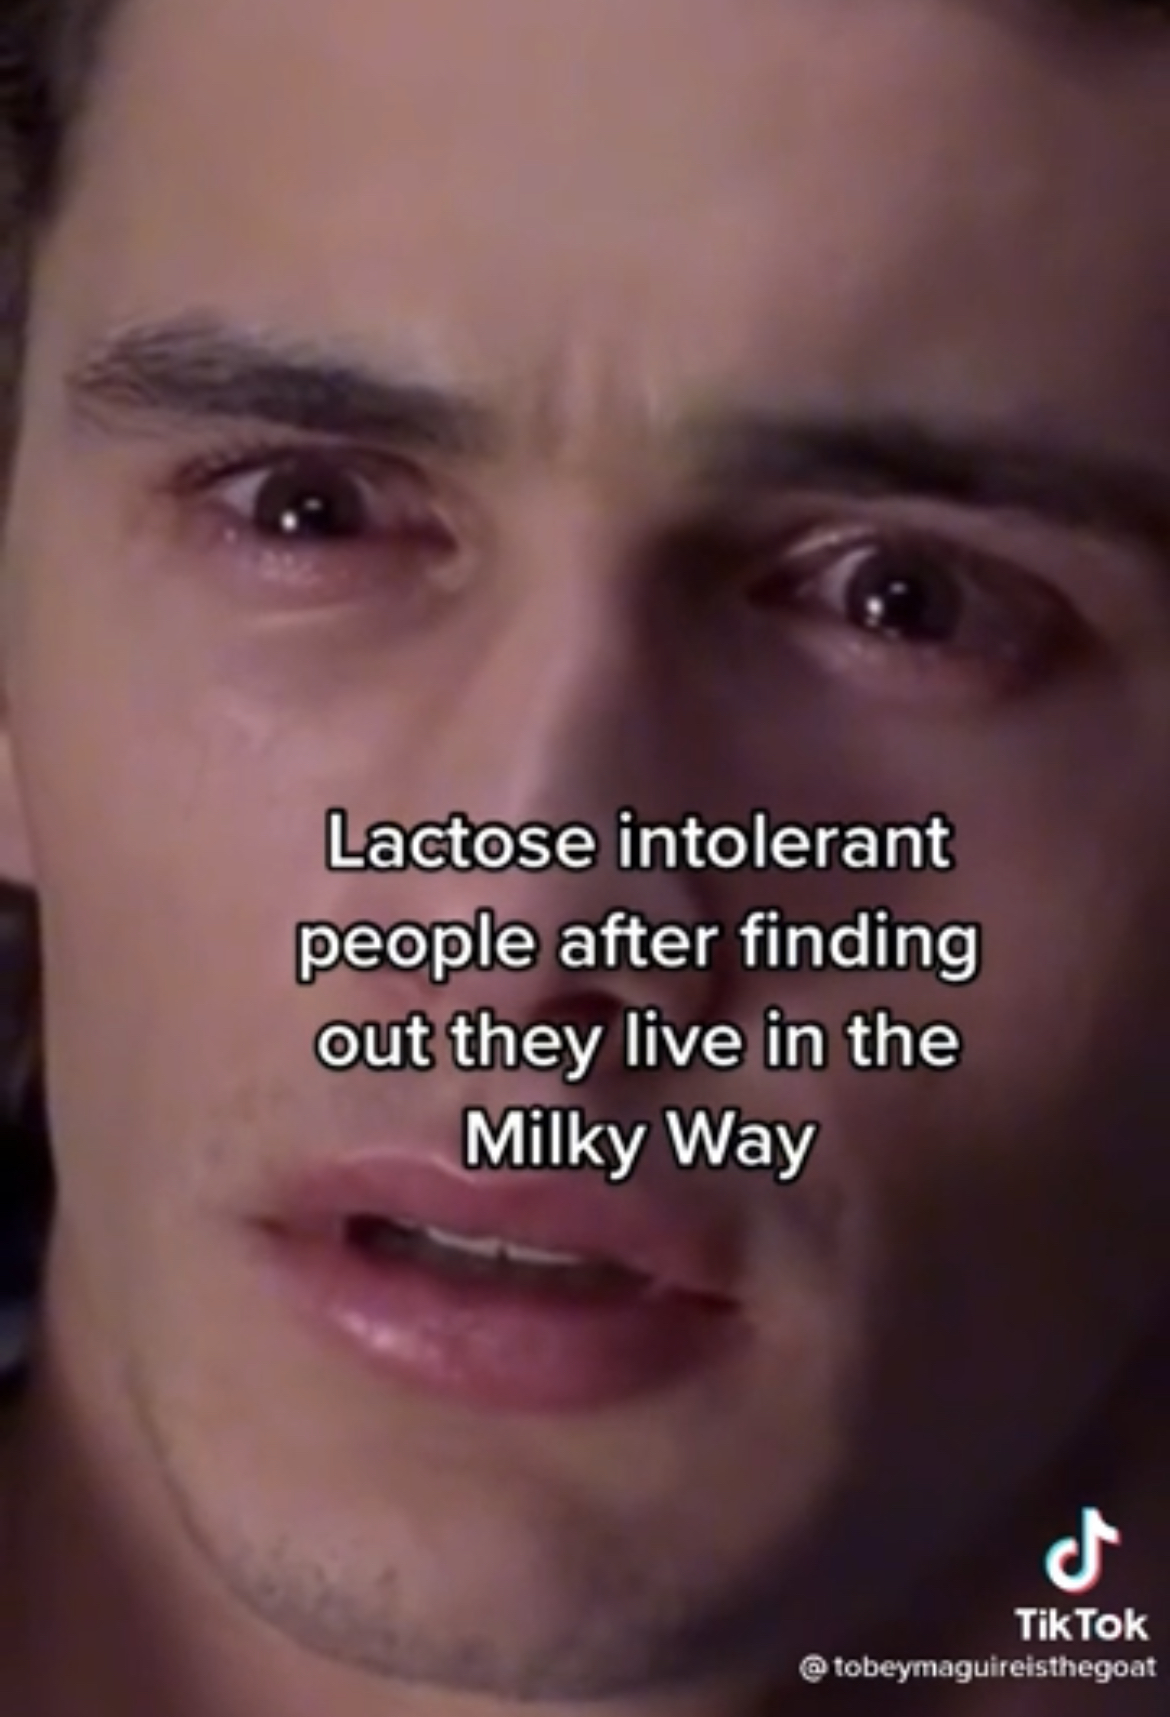 Lactose intolerant
people after finding
out they live in the
Milky Way
TikTok
@tobeymaguireisthegoat